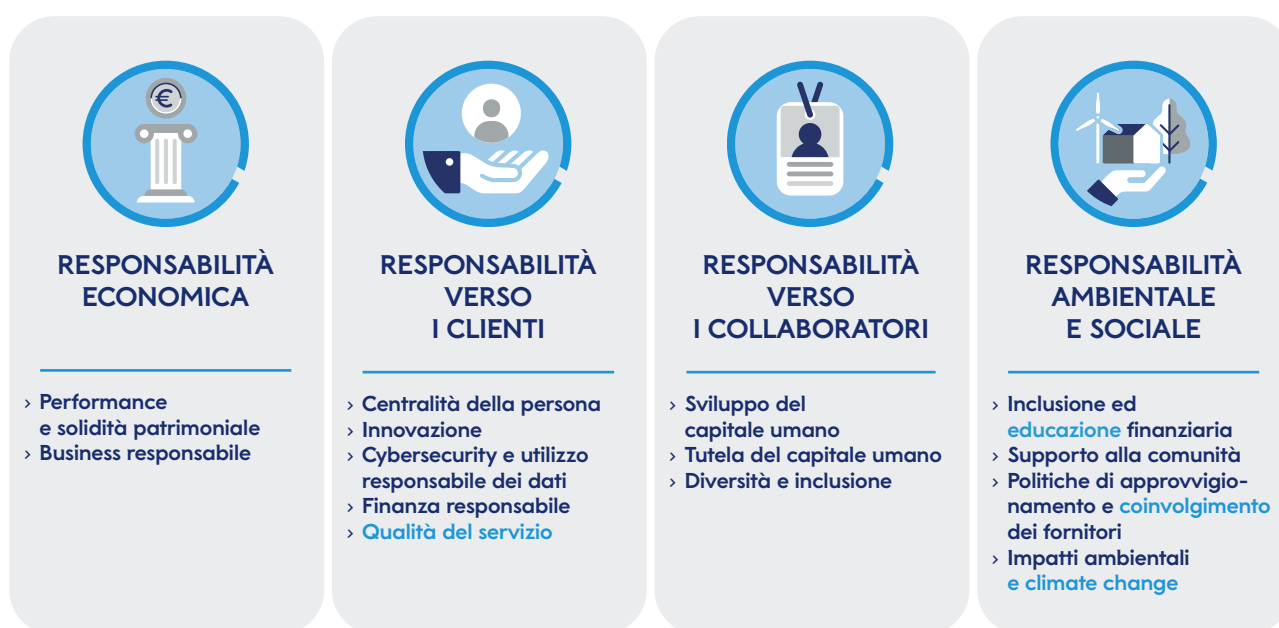 €
RESPONSABILITÀ
ECONOMICA
› Performance
e solidità patrimoniale
› Business responsabile
RESPONSABILITÀ
VERSO
I CLIENTI
› Centralità della persona
› Innovazione
› Cybersecurity e utilizzo
responsabile dei dati
› Finanza responsabile
› Qualità del servizio
RESPONSABILITÀ
VERSO
I COLLABORATORI
› Sviluppo del
capitale umano
› Tutela del capitale umano
› Diversità e inclusione
RESPONSABILITÀ
AMBIENTALE
E SOCIALE
› Inclusione ed
educazione finanziaria
› Supporto alla comunità
› Politiche di approvvigio-
namento e coinvolgimento
dei fornitori
› Impatti ambientali
e climate change